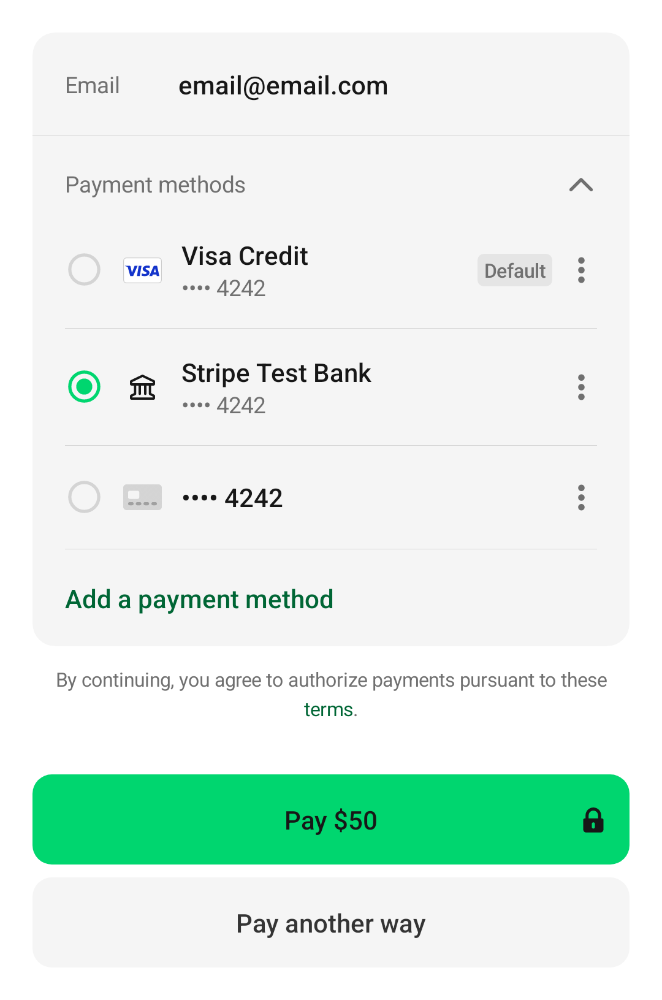 Email email@email.com
Payment methods
VISA Visa Credit Default
•••• 4242
Stripe Test Bank
•••• 4242
•••• 4242
Add a payment method
By continuing, you agree to authorize payments pursuant to these
terms.
Pay $50
Pay another way